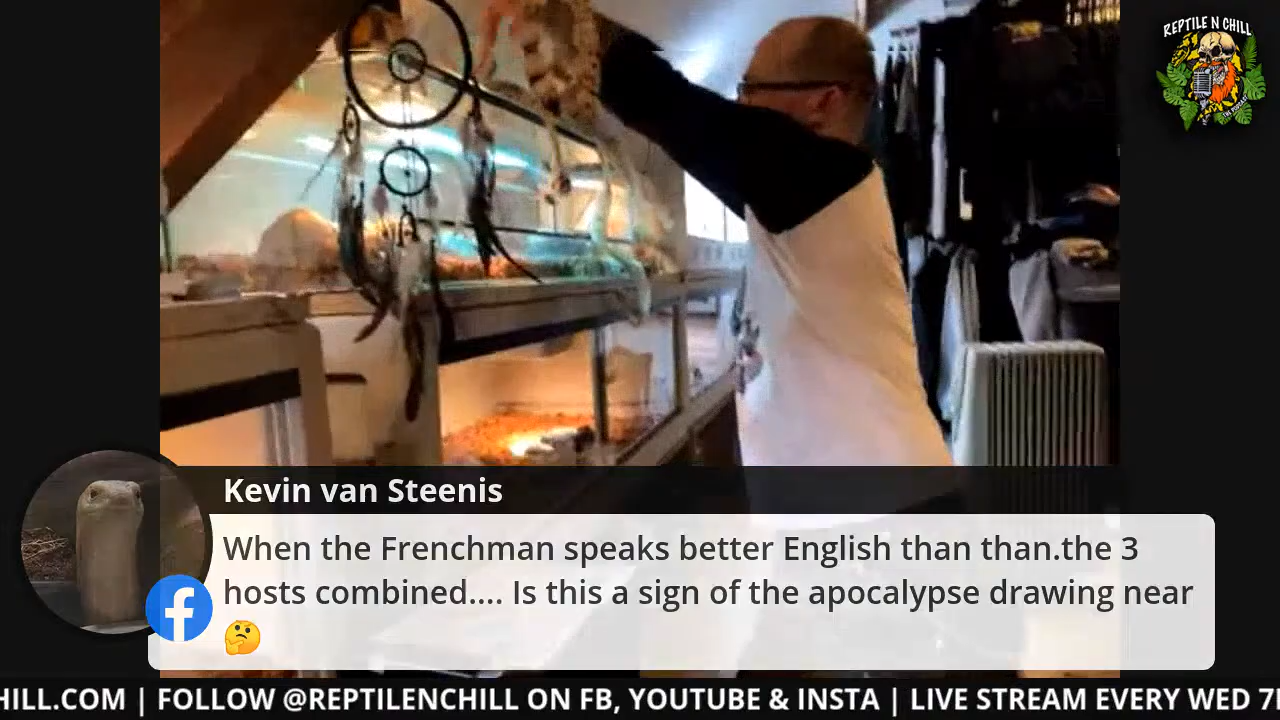 REPTILE N CHILL
THE PODCAST
Kevin van Steenis
When the Frenchman speaks better English than than.the 3
hosts combined.... Is this a sign of the apocalypse drawing near
🤔
HILL.COM | FOLLOW @REPTILENCHILL ON FB, YOUTUBE & INSTA | LIVE STREAM EVERY WED 7